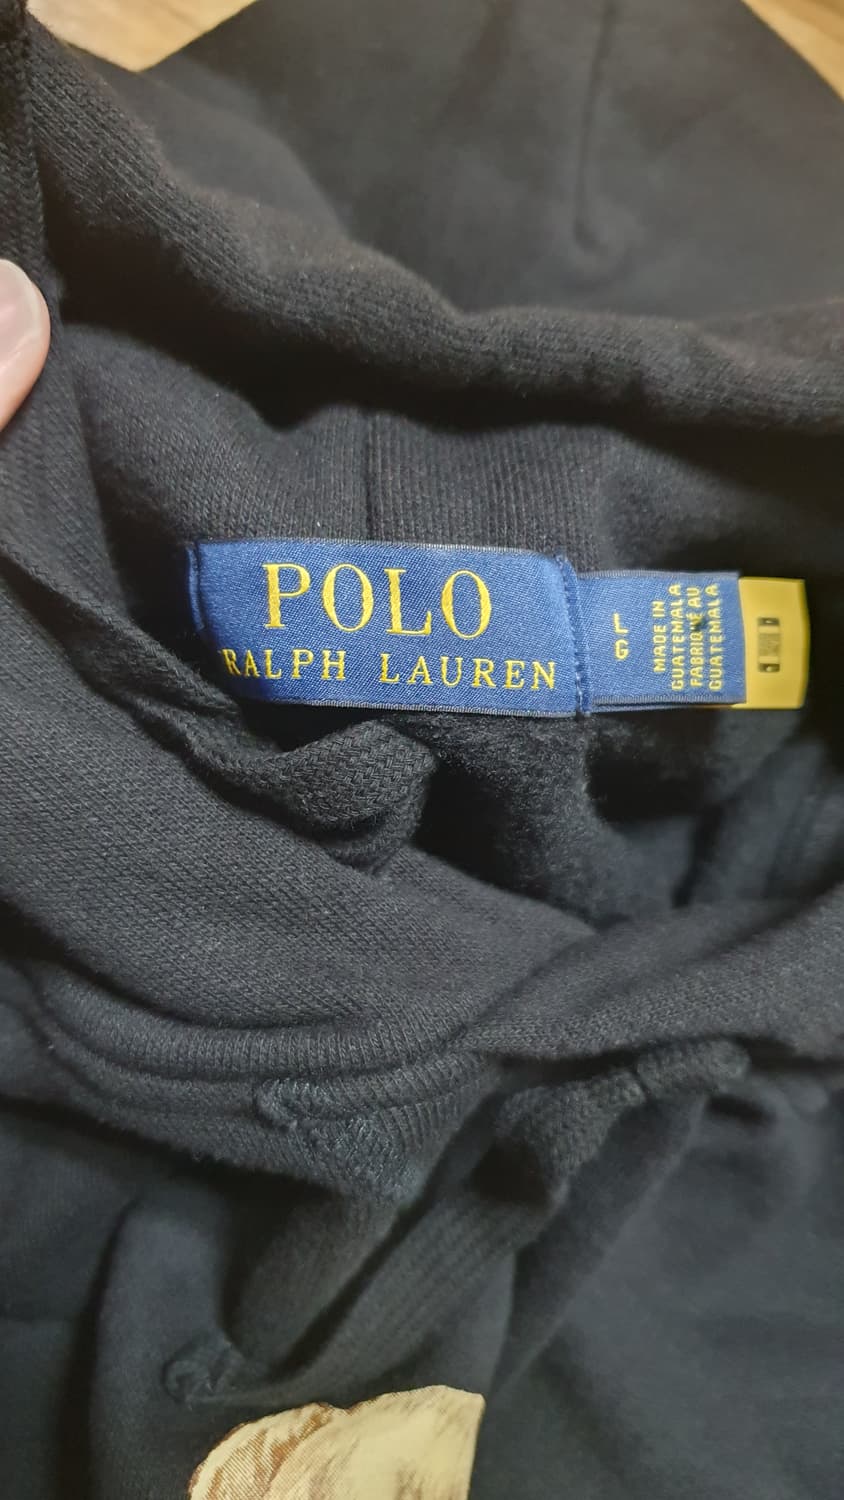 POLO
RALPH LAUREN
L
G
MADE IN
GUATEMALA
FABRIQUÉ AU
GUATEMALA